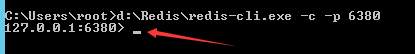 C:\Users\root>d:\Redis\redis-cli.exe -c -p 6380
127.0.0.1:6380>